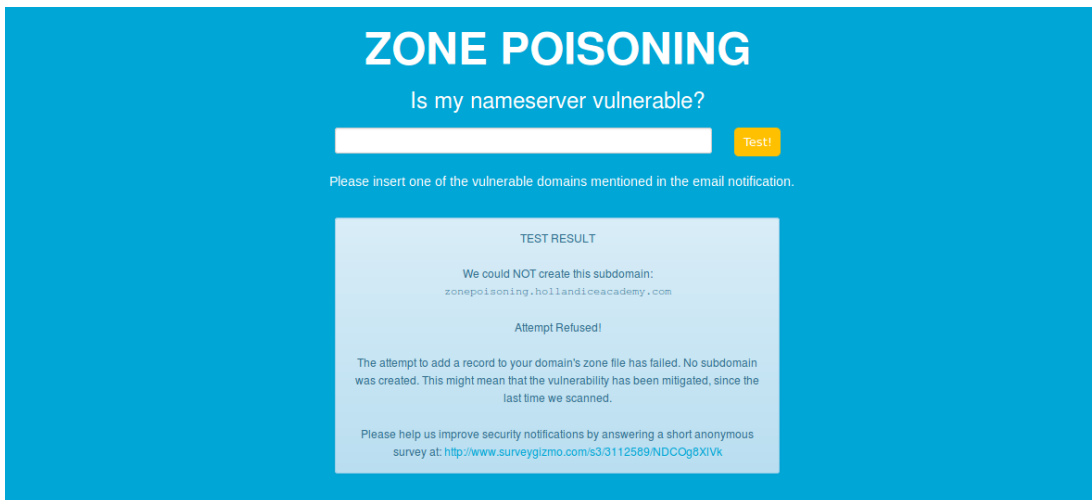 ZONE POISONING
Is my nameserver vulnerable?
Test!
Please insert one of the vulnerable domains mentioned in the email notification.
TEST RESULT
We could NOT create this subdomain:
zonepoisoning.hollandiceacademy.com
Attempt Refused!
The attempt to add a record to your domain's zone file has failed. No subdomain
was created. This might mean that the vulnerability has been mitigated, since the
last time we scanned.
Please help us improve security notifications by answering a short anonymous
survey at: http://www.surveygizmo.com/s3/3112589/NDCOg8XlVk